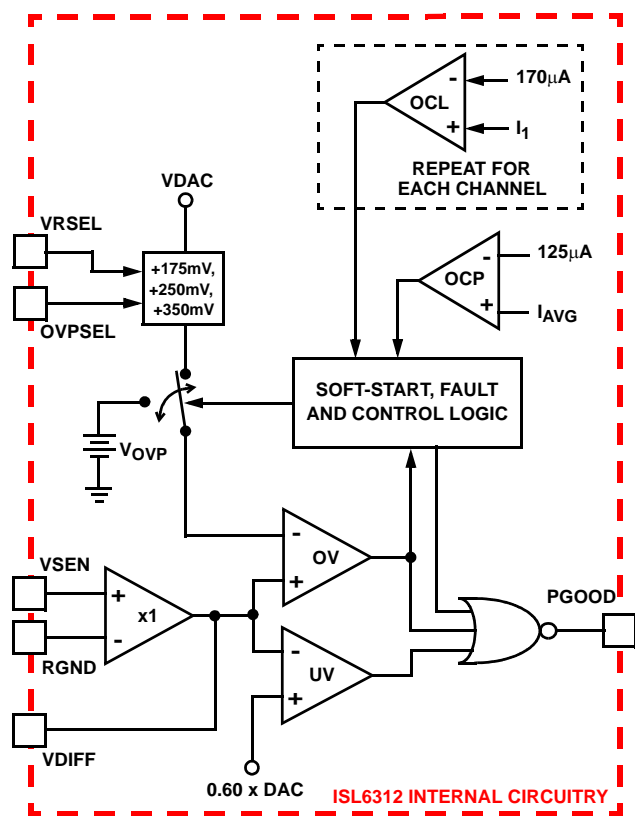 170μA
-
OCL
+
I1
REPEAT FOR
EACH CHANNEL
VDAC
VRSEL
+175mV,
+250mV,
+350mV
OVPSEL
125μA
-
OCP
+
IAVG
SOFT-START, FAULT
AND CONTROL LOGIC
VOVP
-
OV
+
VSEN
+
x1
-
RGND
PGOOD
-
UV
+
VDIFF
0.60 x DAC
ISL6312 INTERNAL CIRCUITRY